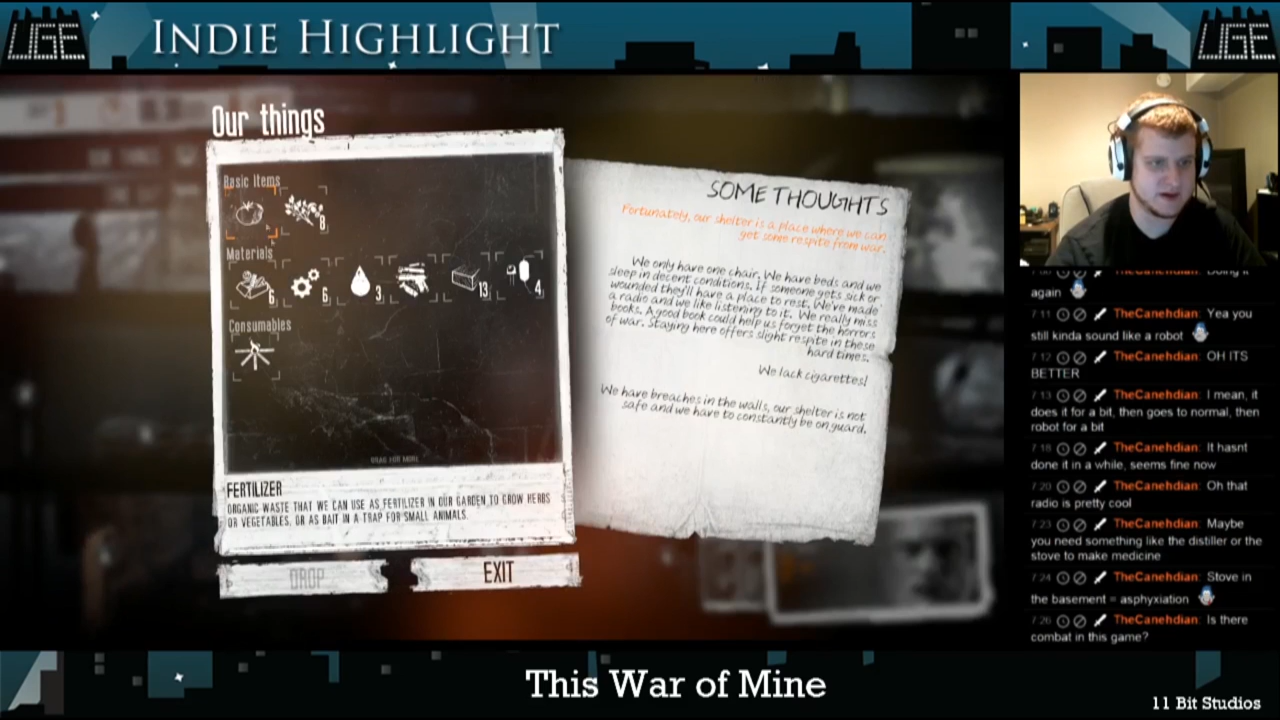 UGE
INDIE HIGHLIGHT
UGE
Our things
Basic Items
8
Materials
6
6
3
13
4
Consumables
DRAG FOR MORE
FERTILIZER
ORGANIC WASTE THAT WE CAN USE AS FERTILIZER IN OUR GARDEN TO GROW HERBS
OR VEGETABLES, OR AS BAIT IN A TRAP FOR SMALL ANIMALS.
DROP
EXIT
SOME THOUGHTS
Fortunately, our shelter is a place where we can
get some respite from war.
We only have one chair. We have beds and we
sleep in decent conditions. If someone gets sick or
wounded they'll have a place to rest. We've made
a radio and we like listening to it. We really miss
books. A good book could help us forget the horrors
of war. Staying here offers slight respite in these
hard times.
We lack cigarettes!
We have breaches in the walls, our shelter is not
safe and we have to constantly be on guard.
TheCanehdian: Doing it
again
7:11 TheCanehdian: Yea you
still kinda sound like a robot
7:12 TheCanehdian: OH ITS
BETTER
7:13 TheCanehdian: I mean, it
does it for a bit, then goes to normal, then
robot for a bit
7:18 TheCanehdian: It hasnt
done it in a while, seems fine now
7:20 TheCanehdian: Oh that
radio is pretty cool
7:23 TheCanehdian: Maybe
you need something like the distiller or the
stove to make medicine
7:24 TheCanehdian: Stove in
the basement = asphyxiation
7:26 TheCanehdian: Is there
combat in this game?
This War of Mine
11 Bit Studios